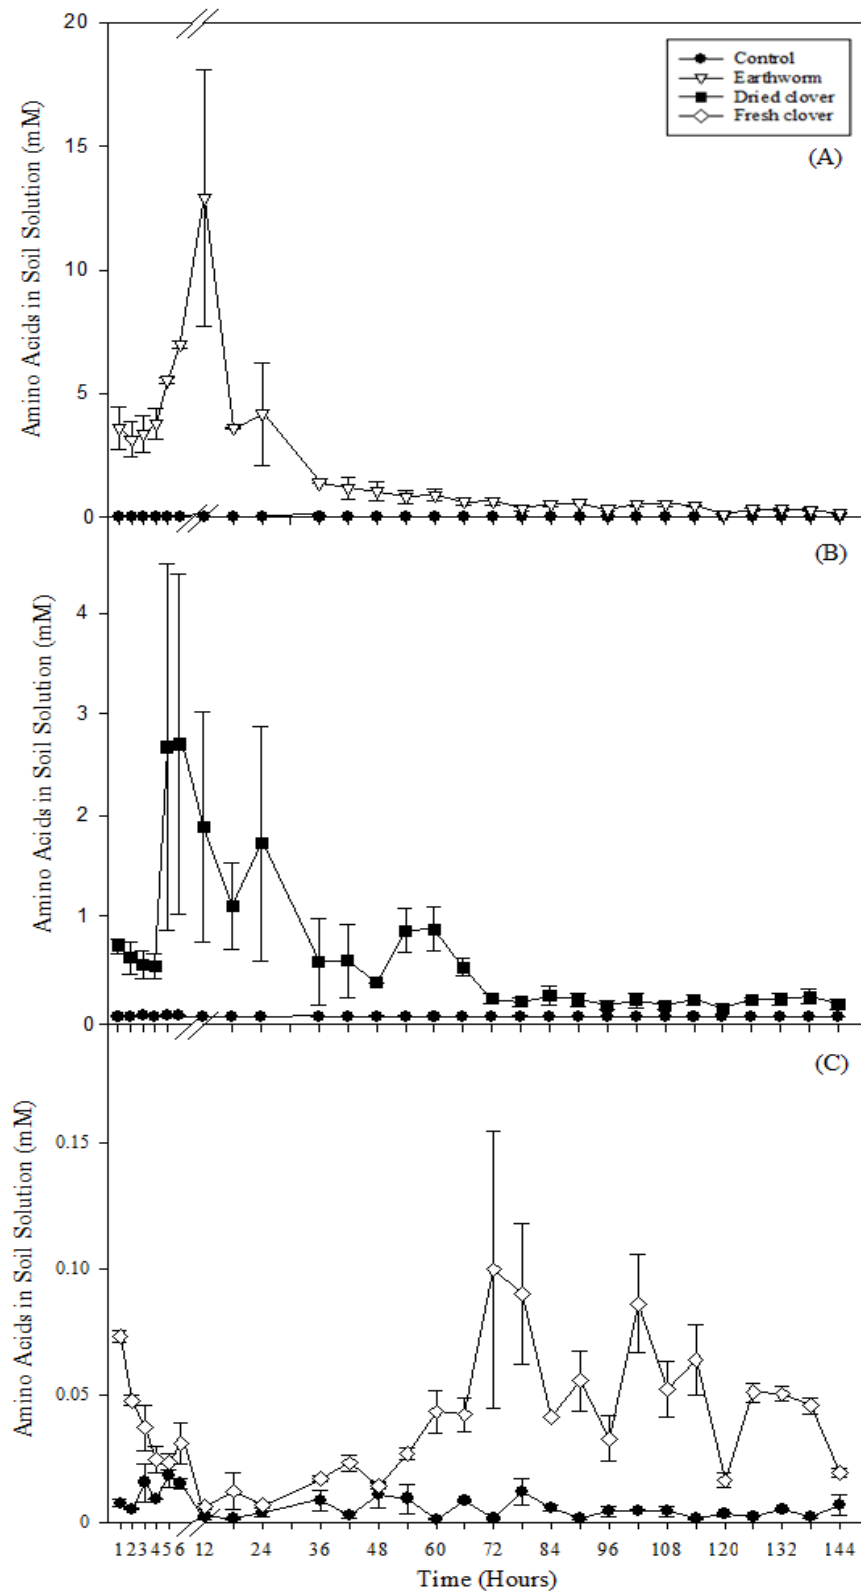 20
Control
Earthworm
Dried clover
Fresh clover
(A)
15
10
5
0
Amino Acids in Soil Solution (mM)
(B)
4
3
2
1
0
Amino Acids in Soil Solution (mM)
(C)
0.15
0.10
0.05
0
Amino Acids in Soil Solution (mM)
1 2 3 4 5 6 12 24 36 48 60 72 84 96 108 120 132 144
Time (Hours)